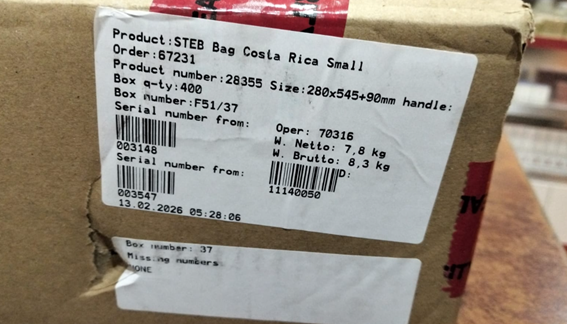 Product:STEB Bag Costa Rica Small
Order:67231
Product number:28355 Size:280x545+90mm handle:
Box q-ty:400
Box number:F51/37
Serial number from:
003148
Serial number from:
003547
13.02.2026 05:28:06
Oper: 70316
W. Netto: 7,8 kg
W. Brutto: 8,3 kg
D:
11140050
Box number: 37
Missing numbers:
NONE